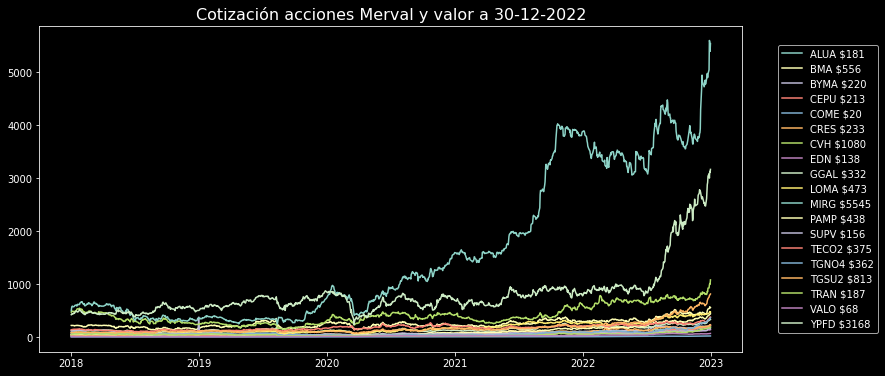 Cotización acciones Merval y valor a 30-12-2022
5000
4000
3000
2000
1000
0
2018 2019 2020 2021 2022 2023
ALUA $181
BMA $556
BYMA $220
CEPU $213
COME $20
CRES $233
CVH $1080
EDN $138
GGAL $332
LOMA $473
MIRG $5545
PAMP $438
SUPV $156
TECO2 $375
TGNO4 $362
TGSU2 $813
TRAN $187
VALO $68
YPFD $3168